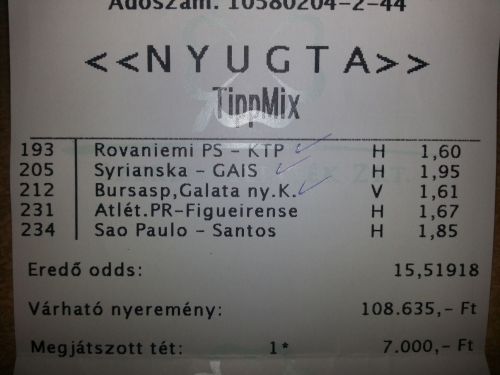 Adószám: 10580204-2-44
<<NYUGTA>>
TippMix
193 Rovaniemi PS - KTP H 1,60
205 Syrianska - GAIS H 1,95
212 Bursasp,Galata ny.K. V 1,61
231 Atlét.PR-Figueirense H 1,67
234 Sao Paulo - Santos H 1,85
Eredő odds: 15,51918
Várható nyeremény: 108.635,- Ft
Megjátszott tét: 1* 7.000,- Ft